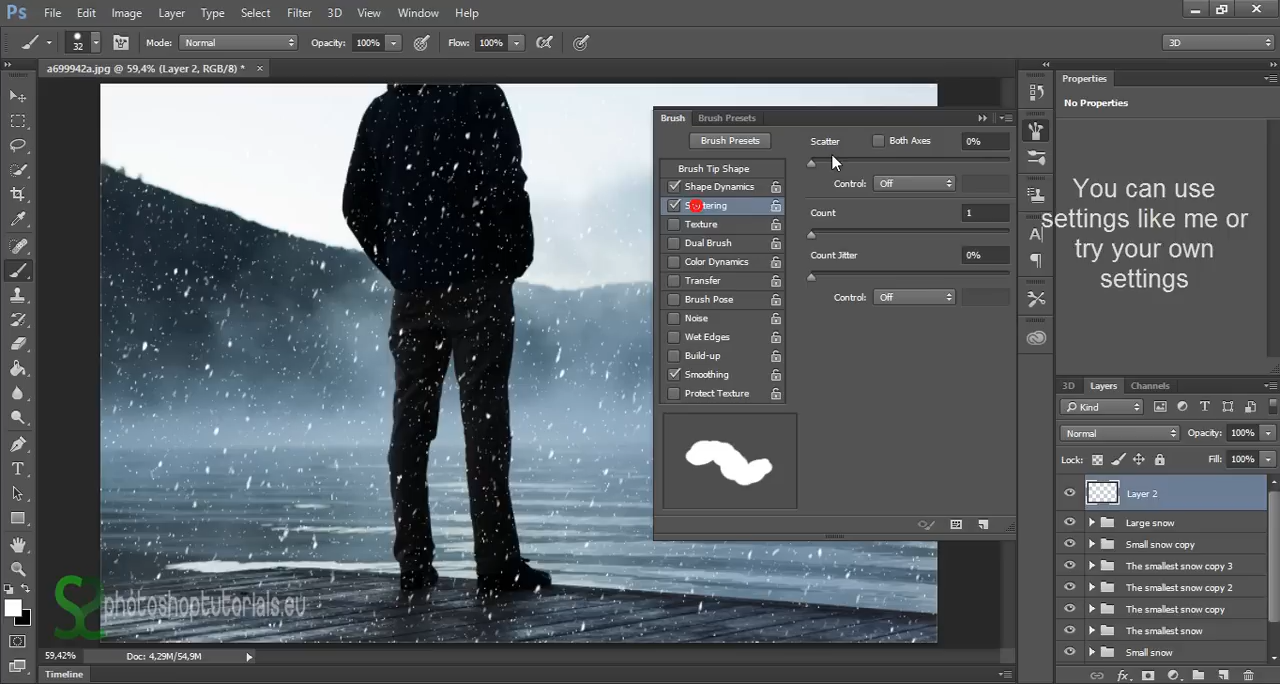 Ps File Edit Image Layer Type Select Filter 3D View Window Help
32 Mode: Normal Opacity: 100% Flow: 100% 3D
a699942a.jpg @ 59,4% (Layer 2, RGB/8) * ×
Brush Brush Presets
Brush Presets
Brush Tip Shape
Shape Dynamics
Scattering
Texture
Dual Brush
Color Dynamics
Transfer
Brush Pose
Noise
Wet Edges
Build-up
Smoothing
Protect Texture
Scatter Both Axes 0%
Control: Off
Count 1
Count Jitter 0%
Control: Off
Properties
No Properties
You can use
settings like me or
try your own
settings
3D Layers Channels
Kind
Normal Opacity: 100%
Lock: Fill: 100%
Layer 2
Large snow
Small snow copy
The smallest snow copy 3
The smallest snow copy 2
The smallest snow copy
The smallest snow
Small snow
photoshoptutorials.eu
59,42% Doc: 4,29M/54,9M
Timeline